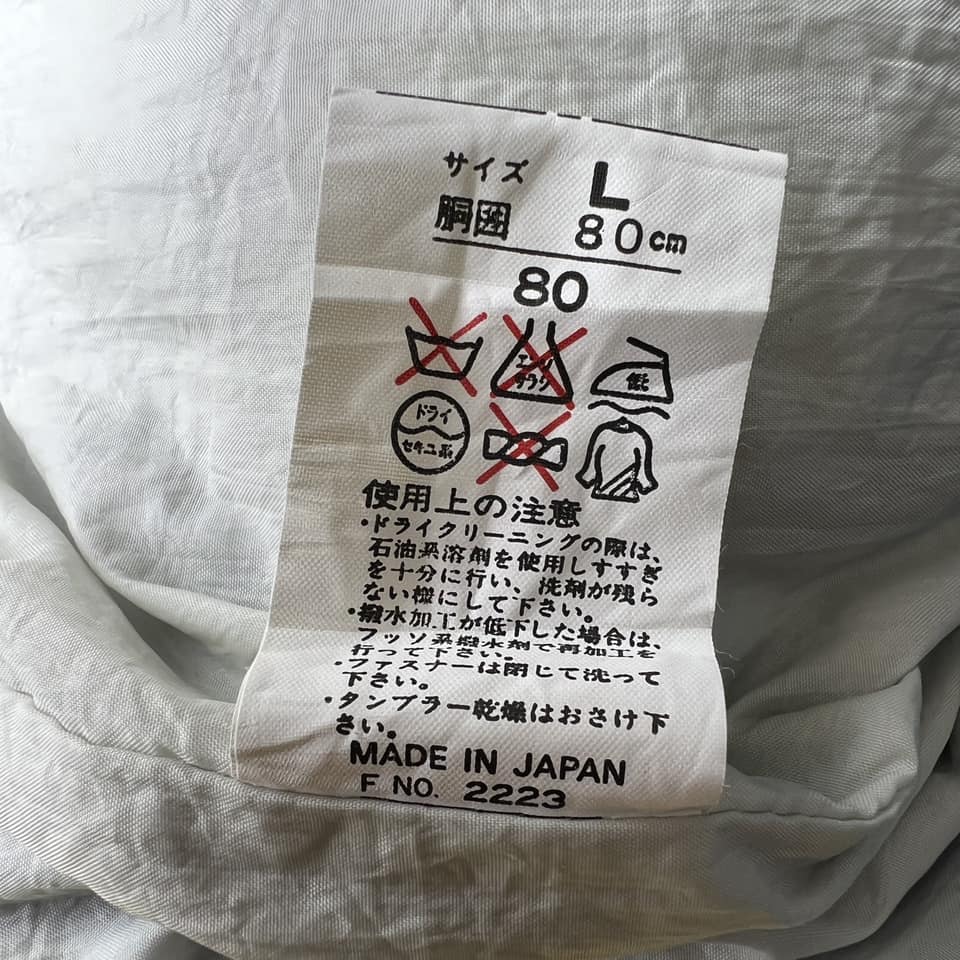 サイズ L
胴囲 80cm
80
エンソ
サラシ
低
ドライ
セキユ系
使用上の注意
・ドライクリーニングの際は、
石油系溶剤を使用しすすぎ
を十分に行い、洗剤が残ら
ない様にして下さい。
・撥水加工が低下した場合は、
フッソ系撥水剤で再加工を
行って下さい。
・ファスナーは閉じて洗って
下さい。
・タンブラー乾燥はおさけ下
さい。
MADE IN JAPAN
F NO. 2223